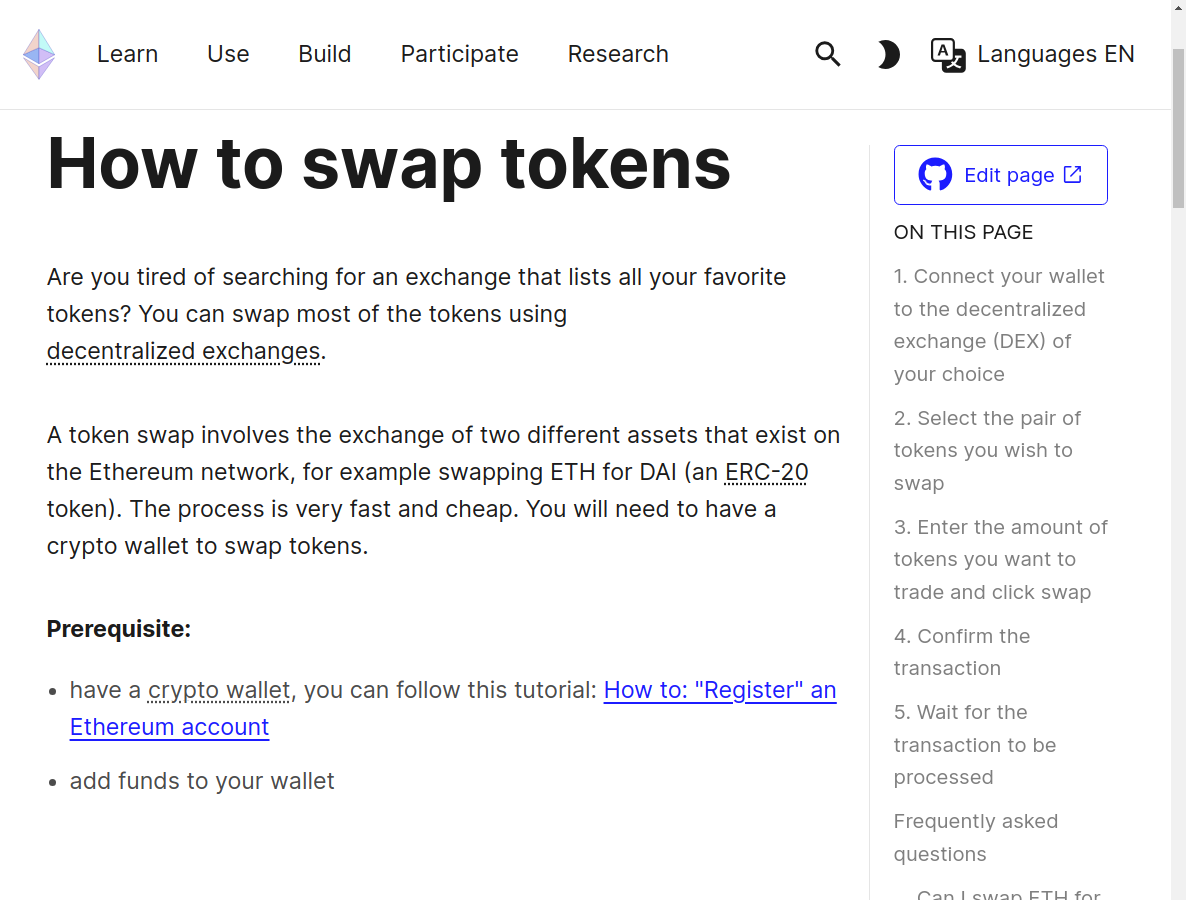 Learn Use Build Participate Research Languages EN
How to swap tokens
Are you tired of searching for an exchange that lists all your favorite
tokens? You can swap most of the tokens using
decentralized exchanges.
A token swap involves the exchange of two different assets that exist on
the Ethereum network, for example swapping ETH for DAI (an ERC-20
token). The process is very fast and cheap. You will need to have a
crypto wallet to swap tokens.
Prerequisite:
• have a crypto wallet, you can follow this tutorial: How to: "Register" an
Ethereum account
• add funds to your wallet
Edit page
ON THIS PAGE
1. Connect your wallet
to the decentralized
exchange (DEX) of
your choice
2. Select the pair of
tokens you wish to
swap
3. Enter the amount of
tokens you want to
trade and click swap
4. Confirm the
transaction
5. Wait for the
transaction to be
processed
Frequently asked
questions
Can I swap ETH for